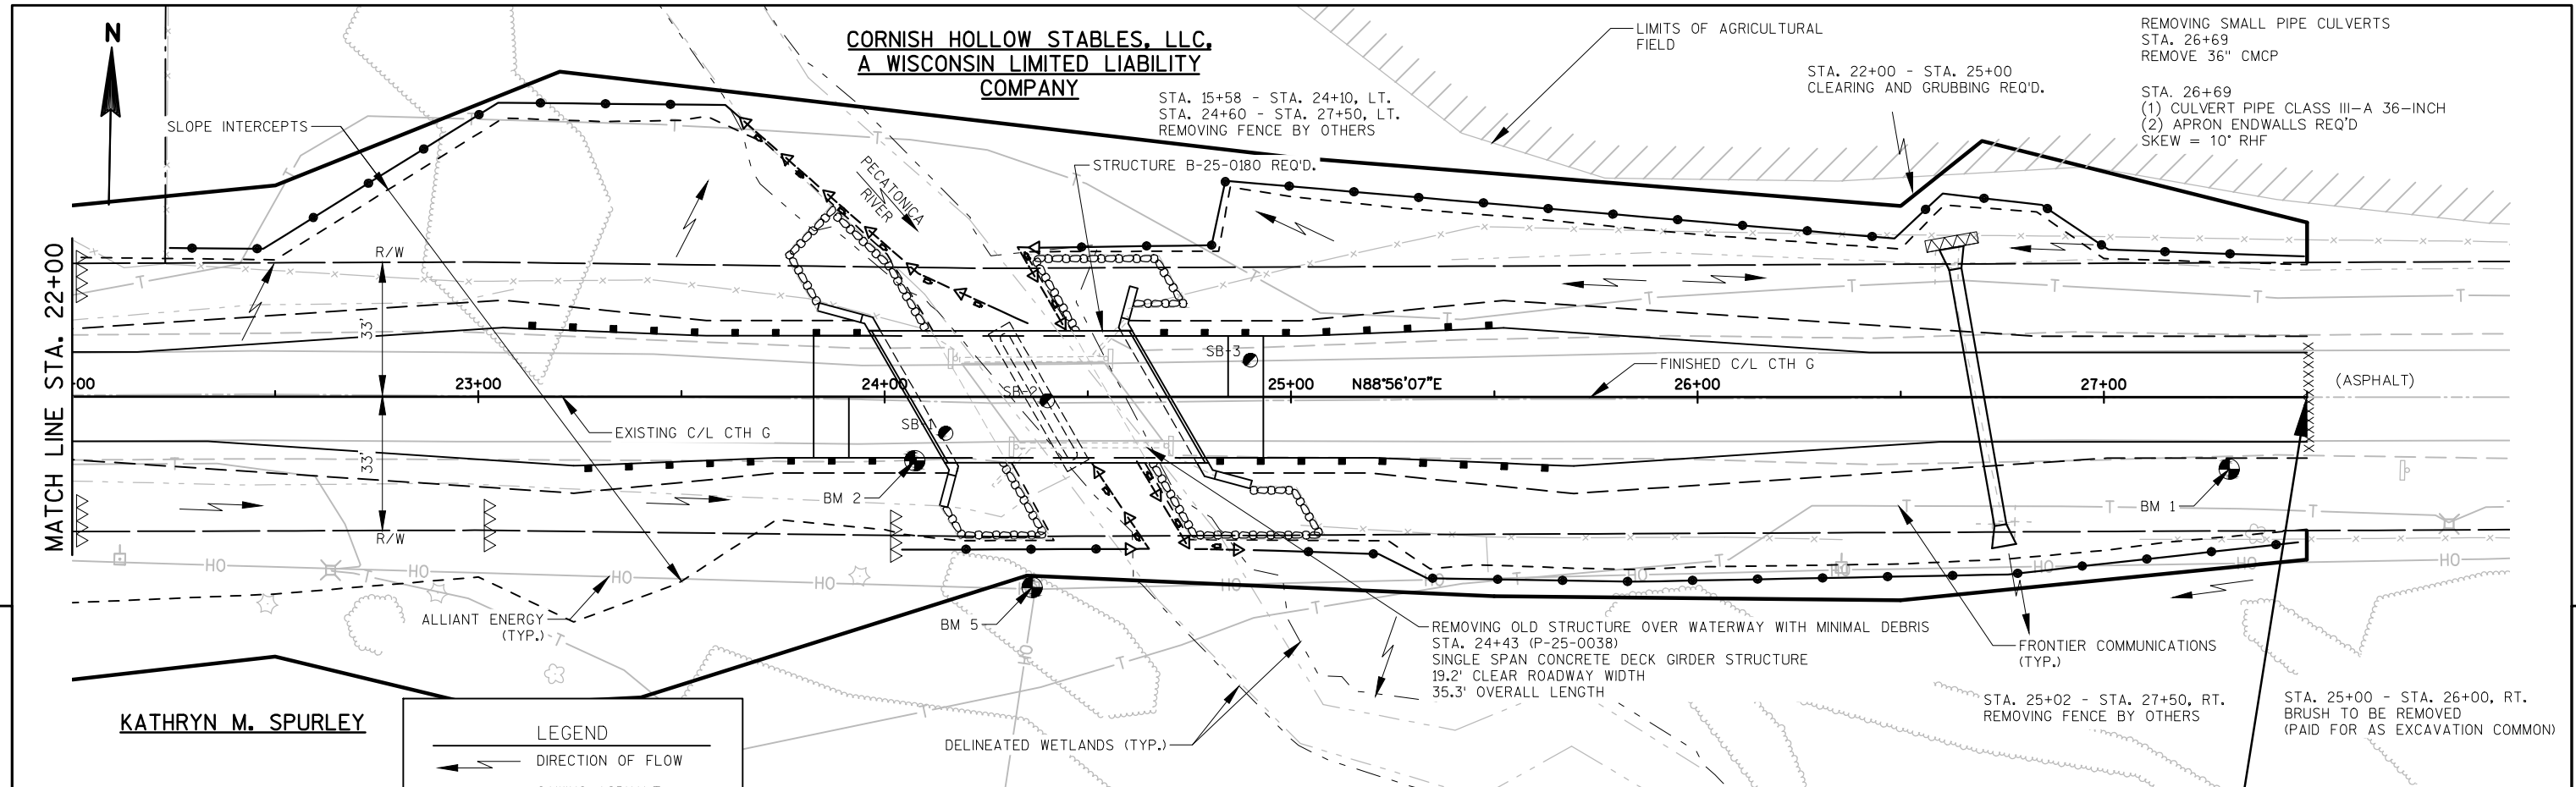 N
CORNISH HOLLOW STABLES, LLC,
A WISCONSIN LIMITED LIABILITY
COMPANY
LIMITS OF AGRICULTURAL
FIELD
REMOVING SMALL PIPE CULVERTS
STA. 26+69
REMOVE 36" CMCP
STA. 26+69
(1) CULVERT PIPE CLASS III-A 36-INCH
(2) APRON ENDWALLS REQ'D
SKEW = 10° RHF
STA. 22+00 - STA. 25+00
CLEARING AND GRUBBING REQ'D.
STA. 15+58 - STA. 24+10, LT.
STA. 24+60 - STA. 27+50, LT.
REMOVING FENCE BY OTHERS
SLOPE INTERCEPTS
T
T
PECATONICA
RIVER
STRUCTURE B-25-0180 REQ'D.
R/W
T
T
T
T
T
T
33'
SB-3
MATCH LINE STA. 22+00
FINISHED C/L CTH G
+00
23+00
24+00
25+00
N88°56'07"E
26+00
27+00
(ASPHALT)
SB-2
SB-1
EXISTING C/L CTH G
33'
T
BM 2
BM 1
T
T
T
R/W
HO
HO
HO
HO
HO
HO
HO
HO
HO
T
T
T
ALLIANT ENERGY
(TYP.)
T
BM 5
HO
T
T
REMOVING OLD STRUCTURE OVER WATERWAY WITH MINIMAL DEBRIS
STA. 24+43 (P-25-0038)
SINGLE SPAN CONCRETE DECK GIRDER STRUCTURE
19.2' CLEAR ROADWAY WIDTH
35.3' OVERALL LENGTH
FRONTIER COMMUNICATIONS
(TYP.)
STA. 25+02 - STA. 27+50, RT.
REMOVING FENCE BY OTHERS
STA. 25+00 - STA. 26+00, RT.
BRUSH TO BE REMOVED
(PAID FOR AS EXCAVATION COMMON)
KATHRYN M. SPURLEY
DELINEATED WETLANDS (TYP.)
LEGEND
DIRECTION OF FLOW